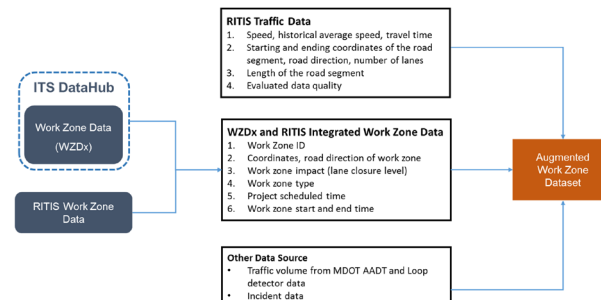 RITIS Traffic Data
1. Speed, historical average speed, travel time
2. Starting and ending coordinates of the road
segment, road direction, number of lanes
3. Length of the road segment
4. Evaluated data quality
ITS DataHub
Work Zone Data
(WZDx)
RITIS Work Zone
Data
WZDx and RITIS Integrated Work Zone Data
1. Work Zone ID
2. Coordinates, road direction of work zone
3. Work zone impact (lane closure level)
4. Work zone type
5. Project scheduled time
6. Work zone start and end time
Augmented
Work Zone
Dataset
Other Data Source
• Traffic volume from MDOT AADT and Loop
detector data
• Incident data